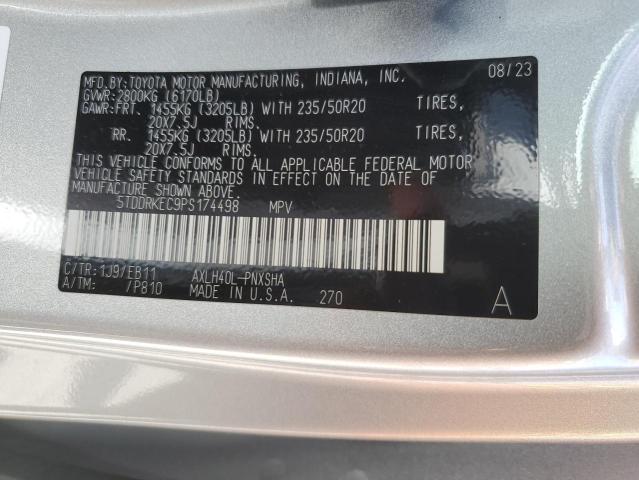 MFD.BY:TOYOTA MOTOR MANUFACTURING, INDIANA, INC. 08/23
GVWR:2800KG (6170LB)
GAWR:FRT. 1455KG (3205LB) WITH 235/50R20 TIRES,
20X7.5J RIMS.
RR. 1455KG (3205LB) WITH 235/50R20 TIRES,
20X7.5J RIMS.
THIS VEHICLE CONFORMS TO ALL APPLICABLE FEDERAL MOTOR
VEHICLE SAFETY STANDARDS IN EFFECT ON THE DATE OF
MANUFACTURE SHOWN ABOVE.
5TDDRKEC9PS174498 MPV
C/TR:1J9/EB11 AXLH40L-PNXSHA
A/TM: /P810 MADE IN U.S.A. 270 A